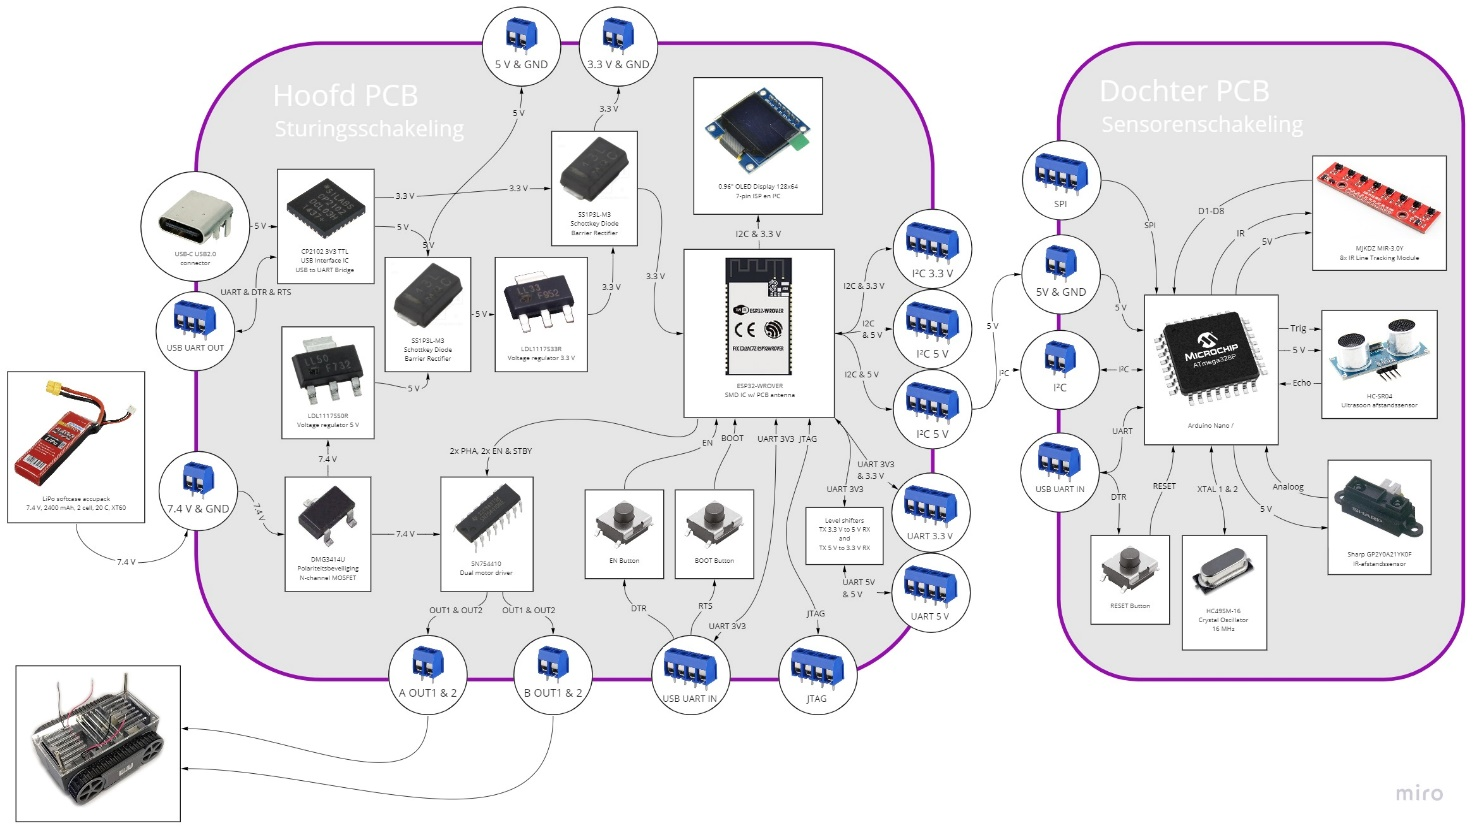 5 V & GND
3.3 V & GND
Hoofd PCB
Sturingsschakeling
5 V
3.3 V
USB-C USB2.0
connector
5 V
CP2102 3V3 TTL
USB Interface IC
USB to UART Bridge
3.3 V
3.3 V
5 V
5 V
SS1P3L-M3
Schottkey Diode
Barrier Rectifier
0.96" OLED Display 128x64
7-pin ISP en I²C
I2C & 3.3 V
UART & DTR & RTS
USB UART OUT
SS1P3L-M3
Schottkey Diode
Barrier Rectifier
5 V
LDL1117S33R
Voltage regulator 3.3 V
3.3 V
3.3 V
ESP32-WROVER
ESP32-WROVER
SMD IC w/ PCB antenna
I2C & 3.3 V
I²C 3.3 V
I2C
& 5 V
I²C 5 V
I2C & 5 V
I²C 5 V
LDL1117S50R
Voltage regulator 5 V
5 V
7.4 V
LiPo softcase accupack
7.4 V, 2400 mAh, 2 cell, 20 C, XT60
7.4 V
7.4 V & GND
7.4 V
DMG3414U
Polariteitsbeveiliging
N-channel MOSFET
7.4 V
2x PHA, 2x EN & STBY
SN754410
Dual motor driver
OUT1 & OUT2
OUT1 & OUT2
A OUT1 & 2
B OUT1 & 2
EN
BOOT
UART 3V3
JTAG
EN Button
BOOT Button
DTR
RTS
UART 3V3
USB UART IN
JTAG
JTAG
UART 3V3
& 3.3 V
UART 3V3
Level shifters
TX 3.3 V to 5 V RX
and
TX 5 V to 3.3 V RX
UART 3.3 V
UART 5V
& 5 V
UART 5 V
5 V
I²C
Dochter PCB
Sensorenschakeling
SPI
SPI
5V & GND
5 V
I²C
I²C
USB UART IN
UART
D1-D8
IR
5V
MJKDZ MIR-3.0Y
8x IR Line Tracking Module
MICROCHIP
ATmega328P
Arduino Nano /
Trig
5 V
Echo
HC-SR04
Ultrasoon afstandssensor
DTR
RESET
XTAL 1 & 2
5 V
Analoog
Sharp GP2Y0A21YK0F
IR-afstandssensor
RESET Button
HC49SM-16
Crystal Oscillator
16 MHz
miro